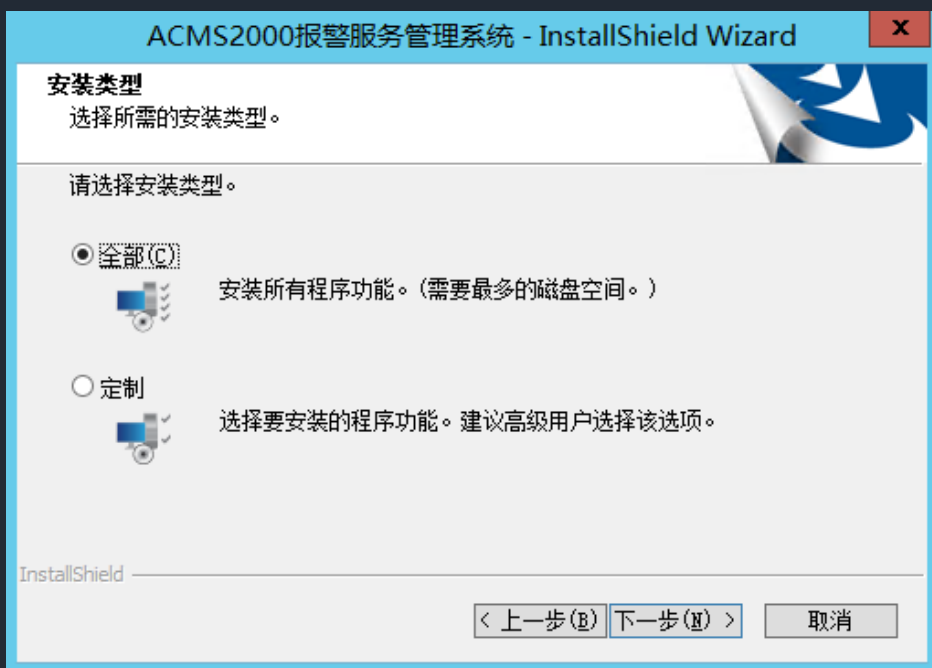 ACMS2000报警服务管理系统 - InstallShield Wizard
x
安装类型
选择所需的安装类型。
请选择安装类型。
全部(C)
安装所有程序功能。(需要最多的磁盘空间。)
定制
选择要安装的程序功能。建议高级用户选择该选项。
InstallShield
< 上一步(B) 下一步(N) > 取消